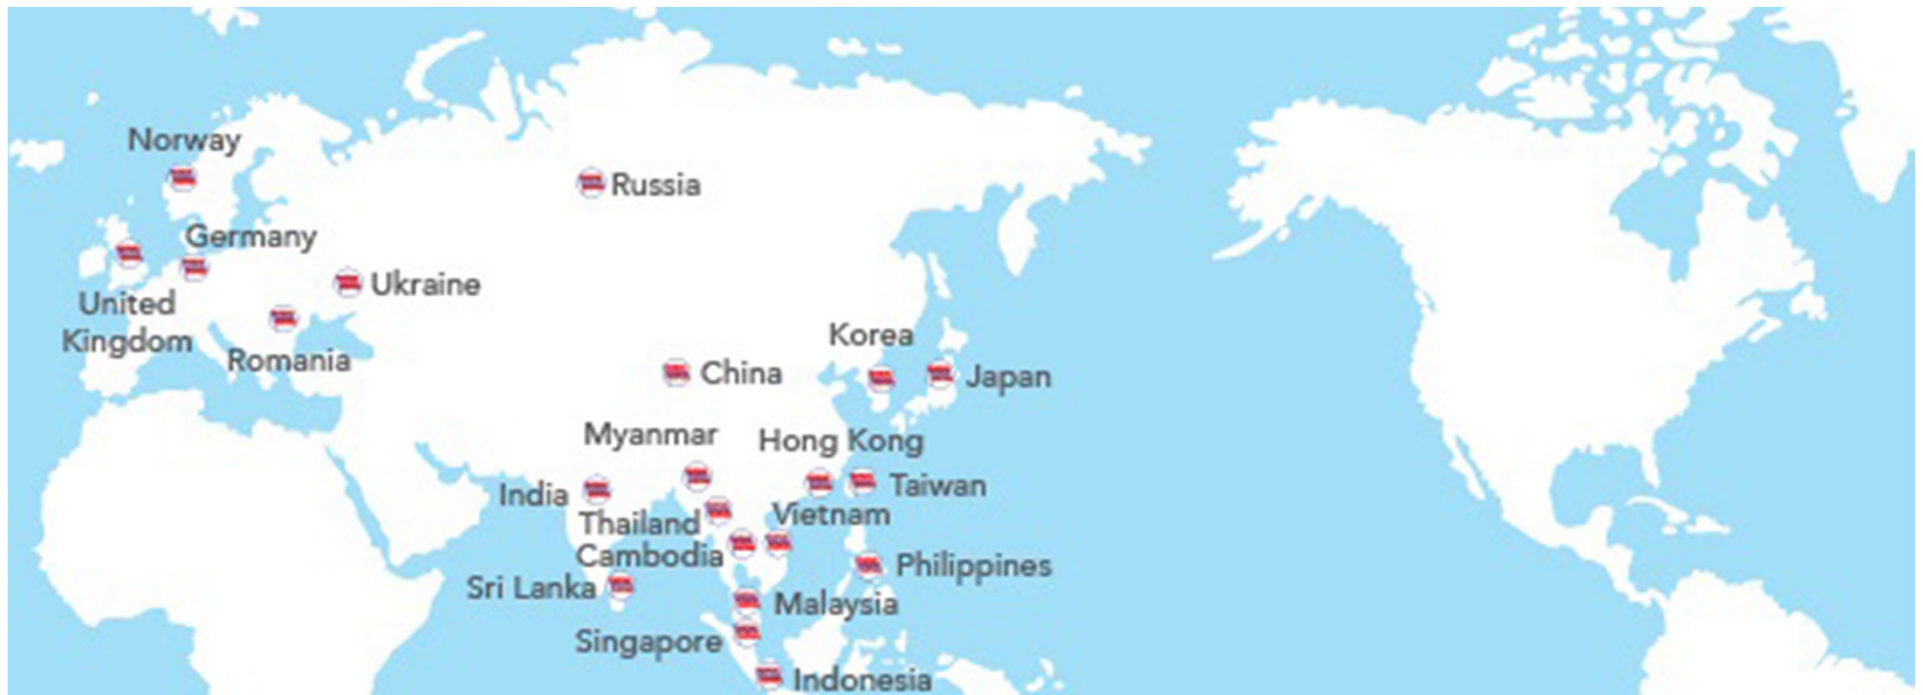 Norway
Russia
Germany
Ukraine
United
Kingdom
Romania
Korea
China
Japan
Myanmar
Hong Kong
India
Taiwan
Thailand
Vietnam
Cambodia
Philippines
Sri Lanka
Malaysia
Singapore
Indonesia